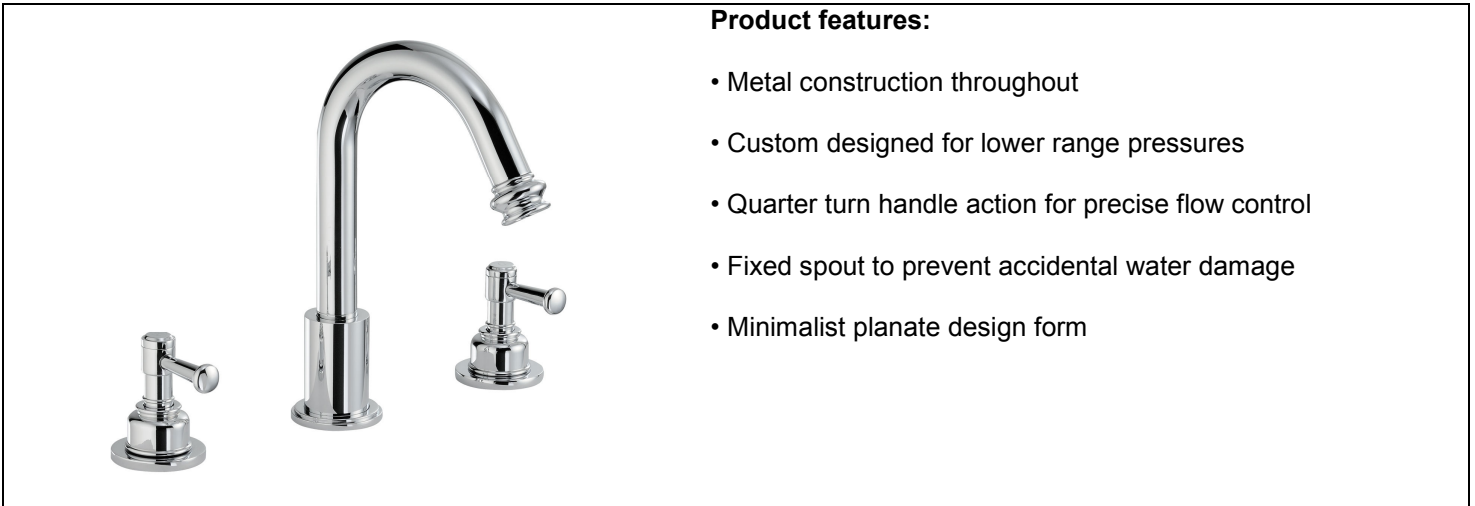 Product features:
• Metal construction throughout
• Custom designed for lower range pressures
• Quarter turn handle action for precise flow control
• Fixed spout to prevent accidental water damage
• Minimalist planate design form